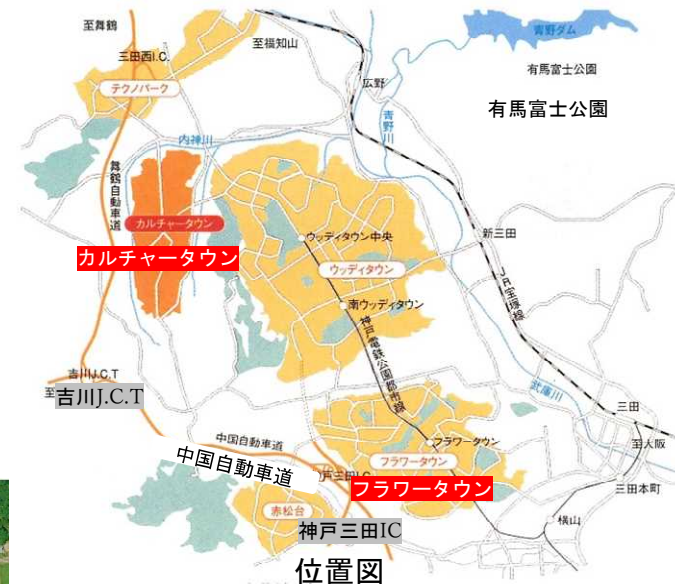 至舞鶴
三田西I.C.
テクノパーク
至福知山
広野
青野ダム
有馬富士公園
有馬富士公園
青野川
内神川
舞鶴自動車道
カルチャータウン
カルチャータウン
ウッディタウン中央
ウッディタウン
南ウッディタウン
新三田
JR宝塚線
神戸電鉄公園都市線
武庫川
吉川J.C.T
至
吉川J.C.T
中国自動車道
中国自動車道
フラワータウン
フラワータウン
フラワータウン
三田
至大阪
三田本町
横山
赤松台
神戸三田IC
位置図